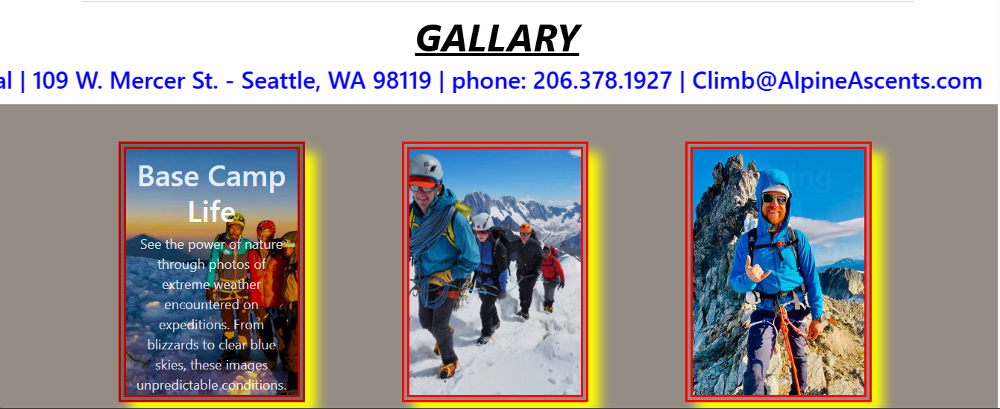 GALLARY
al | 109 W. Mercer St. - Seattle, WA 98119 | phone: 206.378.1927 | Climb@AlpineAscents.com
Base Camp
Life
See the power of nature
through photos of
extreme weather
encountered on
expeditions. From
blizzards to clear blue
skies, these images
unpredictable conditions.